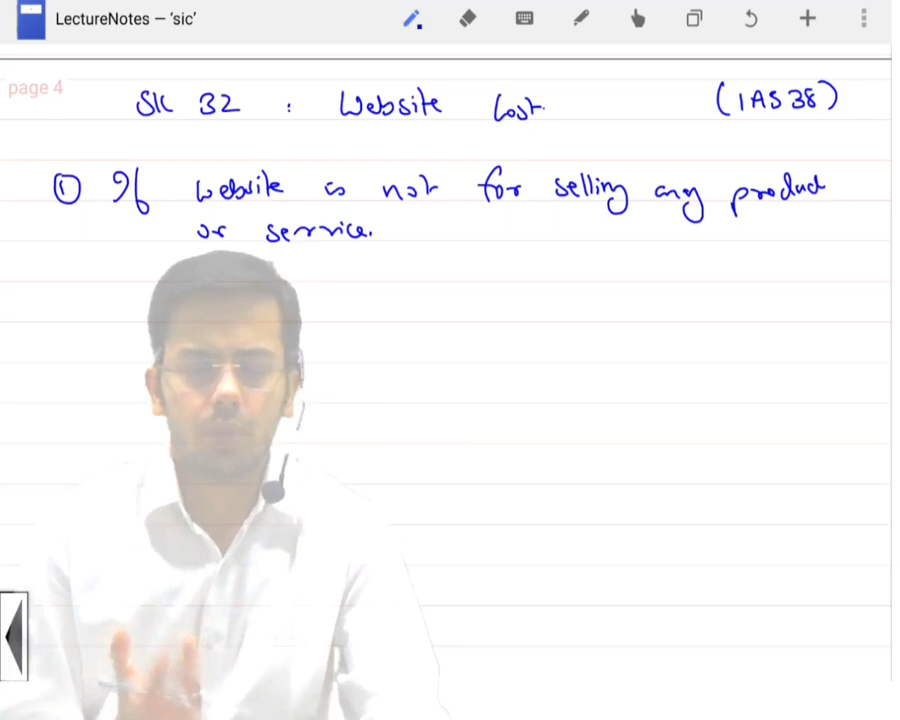 LectureNotes – 'sic'
page 4
SIC 32 : Website Cost. (IAS 38)
① If website is not for selling any product
or service.